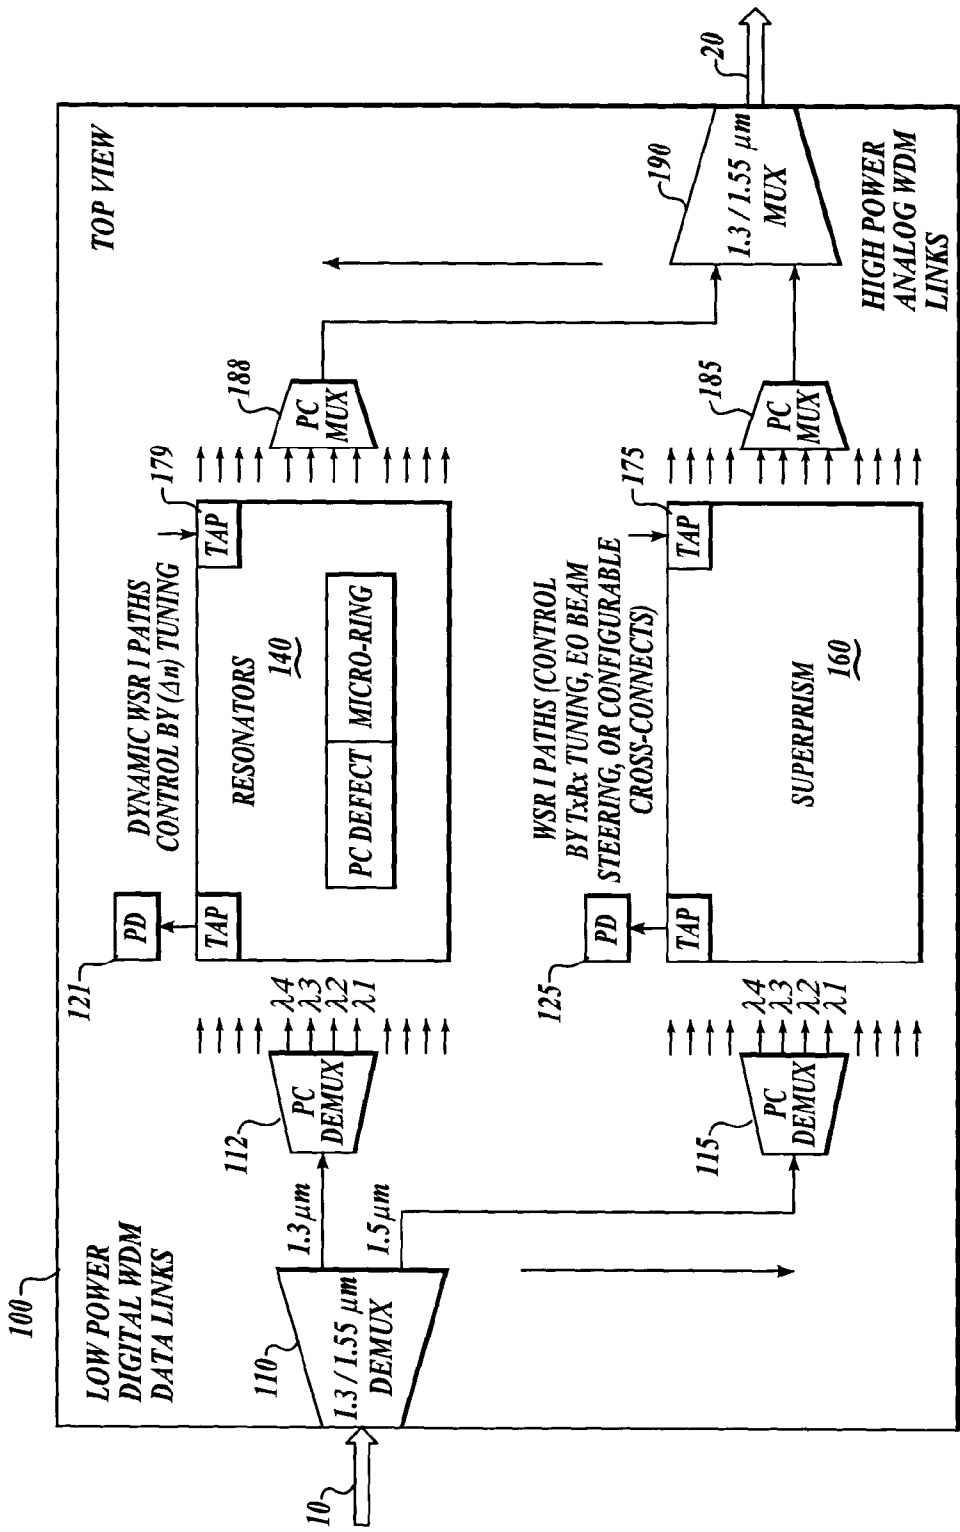 100
LOW POWER
DIGITAL WDM
DATA LINKS
TOP VIEW
10
110
1.3 / 1.55 µm
DEMUX
1.3 µm
1.5 µm
112
PC
DEMUX
λ4
λ3
λ2
λ1
121
PD
TAP
DYNAMIC WSR I PATHS
CONTROL BY (Δn) TUNING
179
TAP
RESONATORS
140
PC DEFECT
MICRO-RING
188
PC
MUX
115
PC
DEMUX
λ4
λ3
λ2
λ1
125
PD
TAP
WSR I PATHS (CONTROL
BY TxRx TUNING, EO BEAM
STEERING, OR CONFIGURABLE
CROSS-CONNECTS)
175
TAP
SUPERPRISM
160
185
PC
MUX
190
1.3 / 1.55 µm
MUX
20
HIGH POWER
ANALOG WDM
LINKS